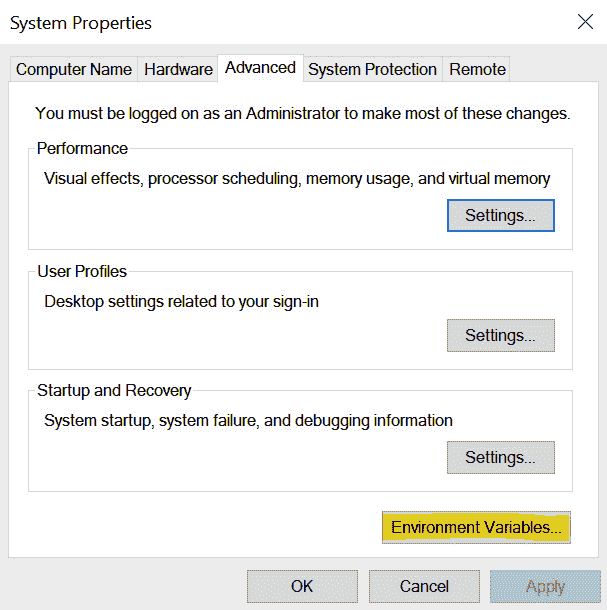 System Properties
Computer Name Hardware Advanced System Protection Remote
You must be logged on as an Administrator to make most of these changes.
Performance
Visual effects, processor scheduling, memory usage, and virtual memory
Settings...
User Profiles
Desktop settings related to your sign-in
Settings...
Startup and Recovery
System startup, system failure, and debugging information
Settings...
Environment Variables...
OK Cancel Apply